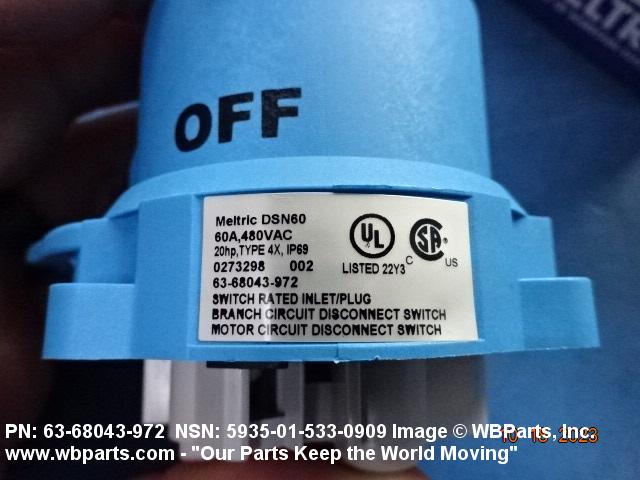 ELTR
OFF
Meltric DSN60
60A,480VAC
20hp,TYPE 4X, IP69
0273298 002
63-68043-972
SWITCH RATED INLET/PLUG
BRANCH CIRCUIT DISCONNECT SWITCH
MOTOR CIRCUIT DISCONNECT SWITCH
UL
LISTED 22Y3
C SA US
PN: 63-68043-972 NSN: 5935-01-533-0909 Image © WBParts, Inc.
www.wbparts.com - "Our Parts Keep the World Moving"